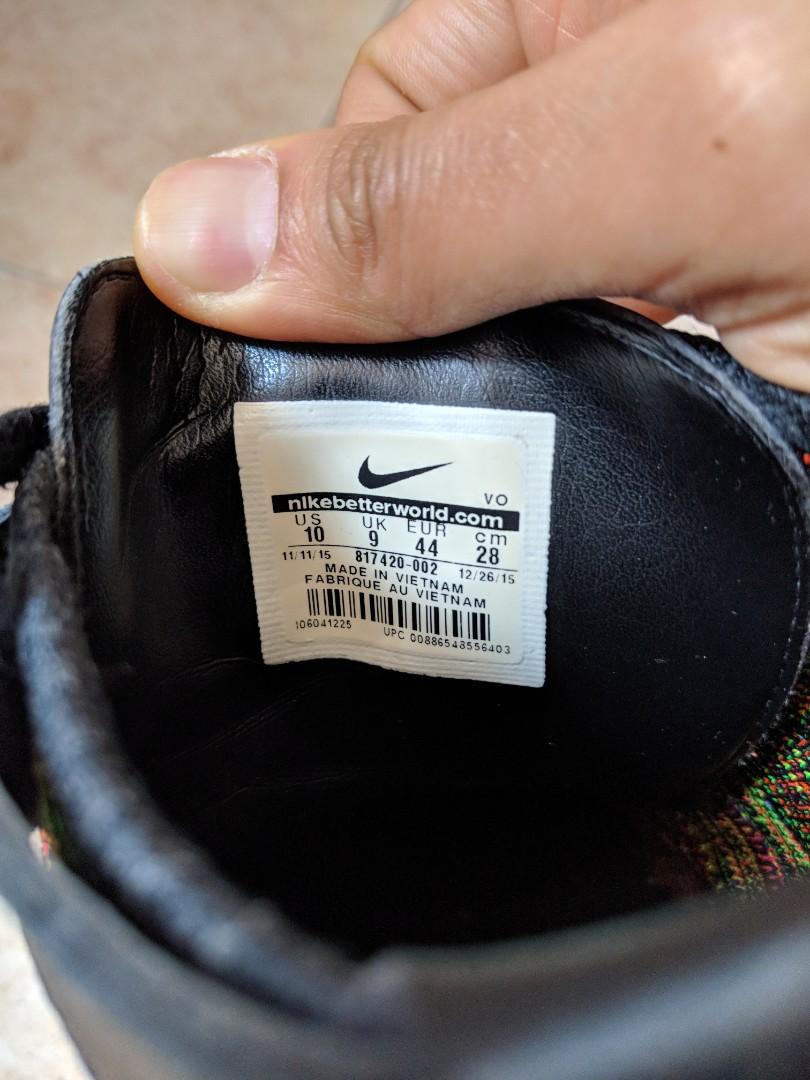 VO
nikebetterworld.com
US UK EUR cm
10 9 44 28
11/11/15 817420-002 12/26/15
MADE IN VIETNAM
FABRIQUE AU VIETNAM
106041225 UPC 00886548556403